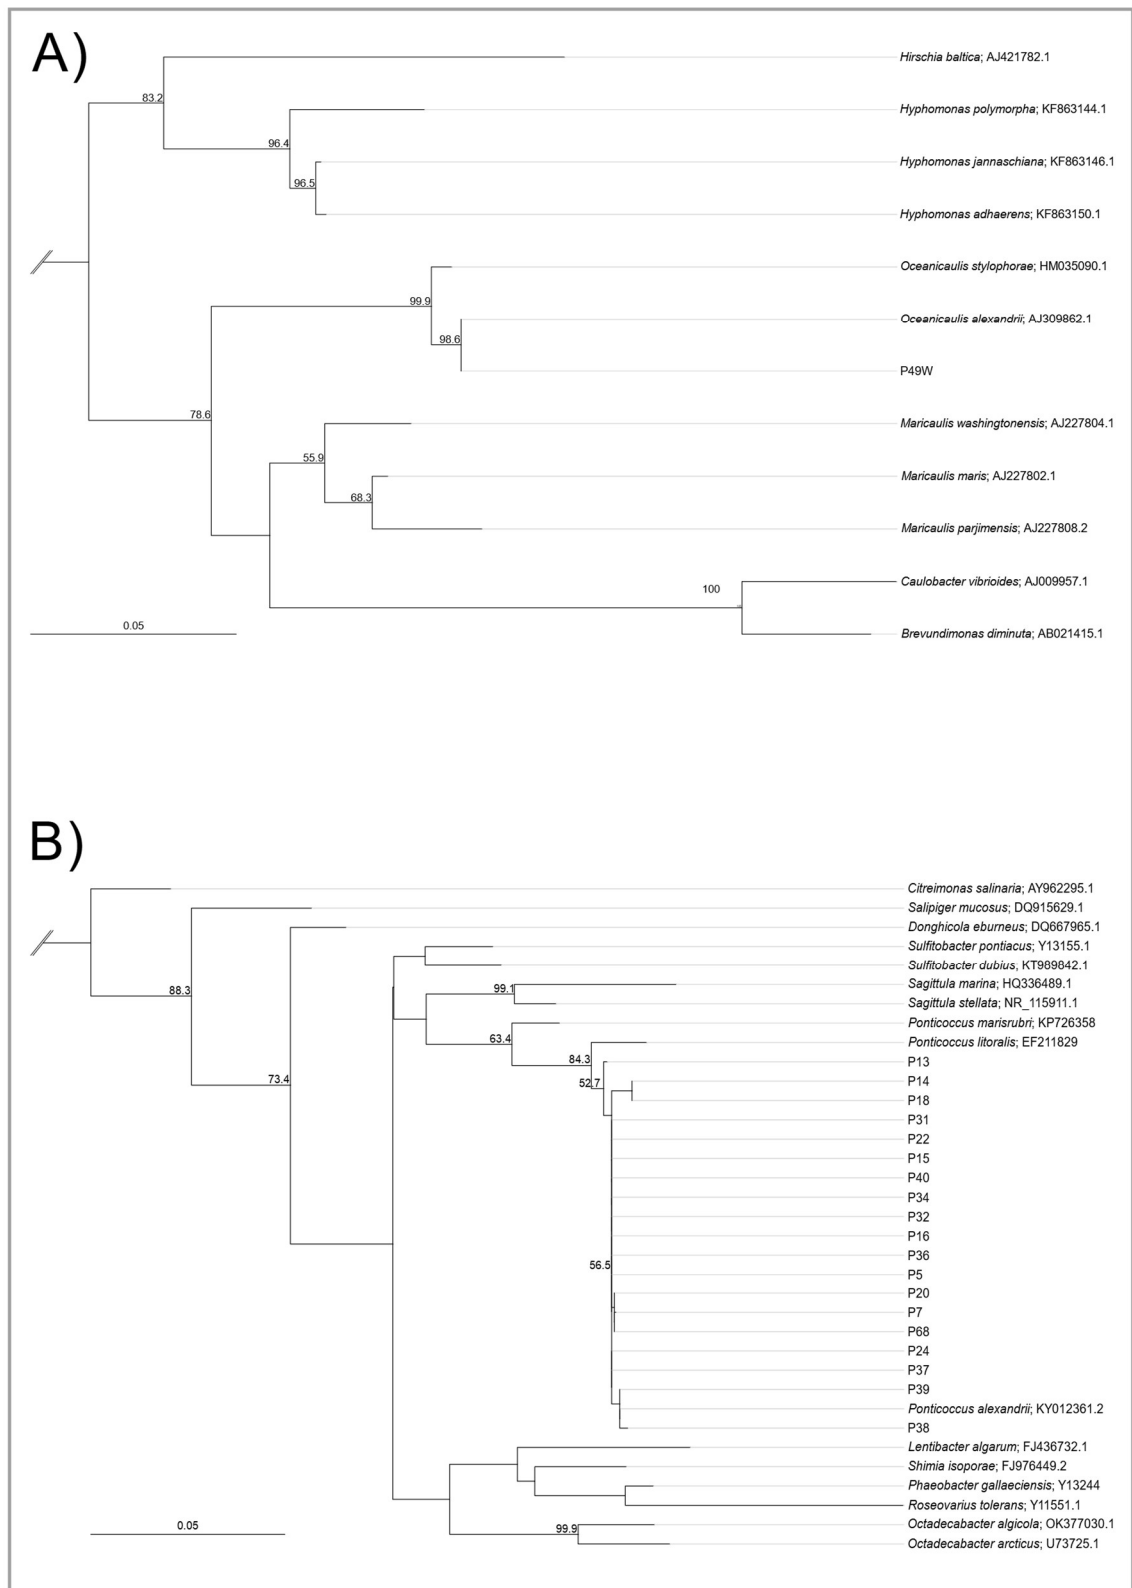 A)
Hirschia baltica; AJ421782.1
83.2
Hyphomonas polymorpha; KF863144.1
96.4
Hyphomonas jannaschiana; KF863146.1
96.5
Hyphomonas adhaerens; KF863150.1
Oceanicaulis stylophorae; HM035090.1
99.9
Oceanicaulis alexandrii; AJ309862.1
98.6
P49W
78.6
Maricaulis washingtonensis; AJ227804.1
55.9
Maricaulis maris; AJ227802.1
68.3
Maricaulis parjimensis; AJ227808.2
Caulobacter vibrioides; AJ009957.1
100
0.05
Brevundimonas diminuta; AB021415.1
B)
Citreimonas salinaria; AY962295.1
Salipiger mucosus; DQ915629.1
Donghicola eburneus; DQ667965.1
Sulfitobacter pontiacus; Y13155.1
Sulfitobacter dubius; KT989842.1
Sagittula marina; HQ336489.1
99.1
88.3
Sagittula stellata; NR_115911.1
Ponticoccus marisrubri; KP726358
63.4
Ponticoccus litoralis; EF211829
84.3
P13
73.4
52.7
P14
P18
P31
P22
P15
P40
P34
P32
P16
P36
56.5
P5
P20
P7
P68
P24
P37
P39
Ponticoccus alexandrii; KY012361.2
P38
Lentibacter algarum; FJ436732.1
Shimia isoporae; FJ976449.2
Phaeobacter gallaeciensis; Y13244
Roseovarius tolerans; Y11551.1
0.05
Octadecabacter algicola; OK377030.1
99.9
Octadecabacter arcticus; U73725.1